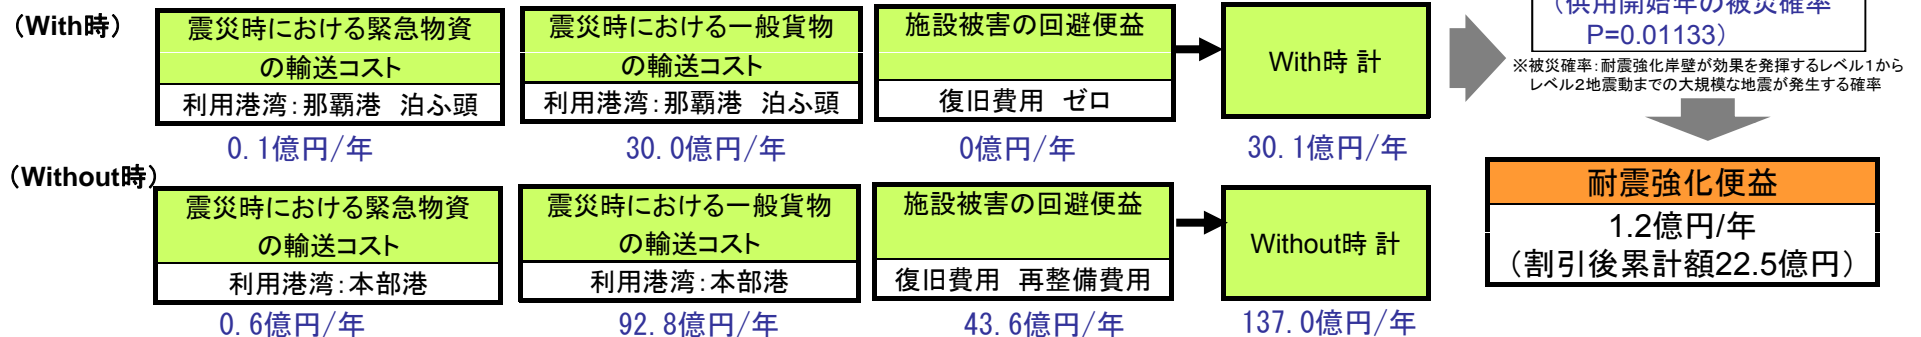 （With時）
震災時における緊急物資
の輸送コスト
利用港湾：那覇港　泊ふ頭
0.1億円/年
震災時における一般貨物
の輸送コスト
利用港湾：那覇港　泊ふ頭
30.0億円/年
施設被害の回避便益
復旧費用　ゼロ
0億円/年
With時 計
30.1億円/年
（供用開始年の被災確率
P=0.01133）
※被災確率：耐震強化岸壁が効果を発揮するレベル１から
レベル２地震動までの大規模な地震が発生する確率
（Without時）
震災時における緊急物資
の輸送コスト
利用港湾：本部港
0.6億円/年
震災時における一般貨物
の輸送コスト
利用港湾：本部港
92.8億円/年
施設被害の回避便益
復旧費用　再整備費用
43.6億円/年
Without時 計
137.0億円/年
耐震強化便益
1.2億円/年
（割引後累計額22.5億円）